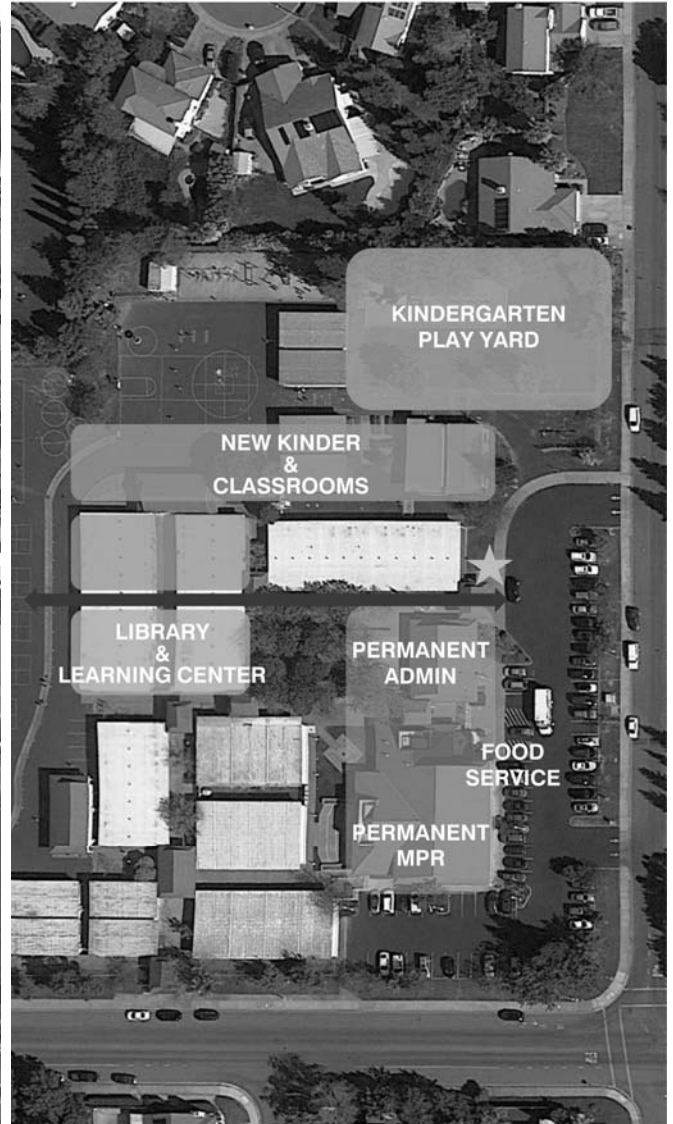 KINDERGARTEN
PLAY YARD
NEW KINDER
&
CLASSROOMS
LIBRARY
&
LEARNING CENTER
PERMANENT
ADMIN
FOOD
SERVICE
PERMANENT
MPR